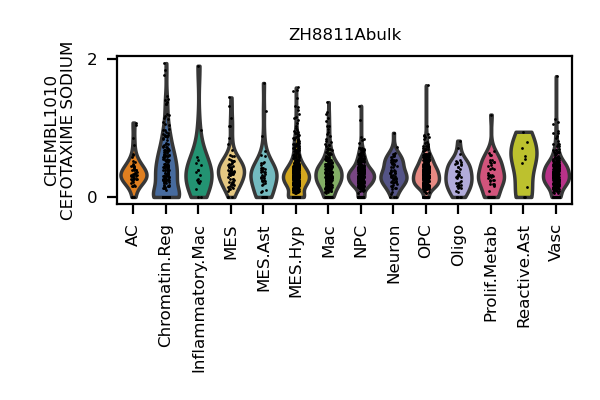 ZH8811Abulk
CHEMBL1010
CEFOTAXIME SODIUM
2
0
AC
Chromatin.Reg
Inflammatory.Mac
MES
MES.Ast
MES.Hyp
Mac
NPC
Neuron
OPC
Oligo
Prolif.Metab
Reactive.Ast
Vasc